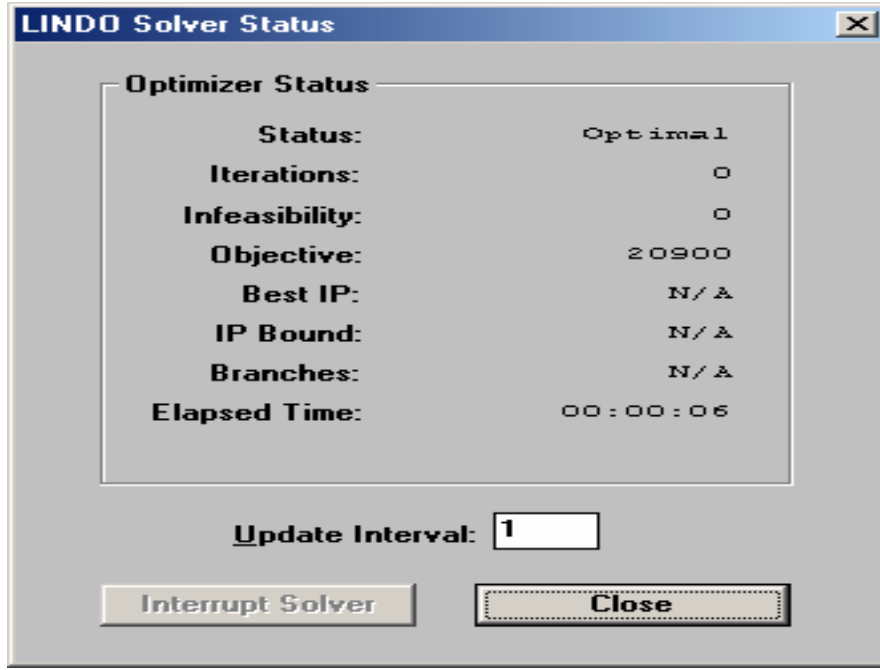 LINDO Solver Status
Optimizer Status
Status: Optimal
Iterations: 0
Infeasibility: 0
Objective: 20900
Best IP: N/A
IP Bound: N/A
Branches: N/A
Elapsed Time: 00:00:06
Update Interval: 1
Interrupt Solver Close